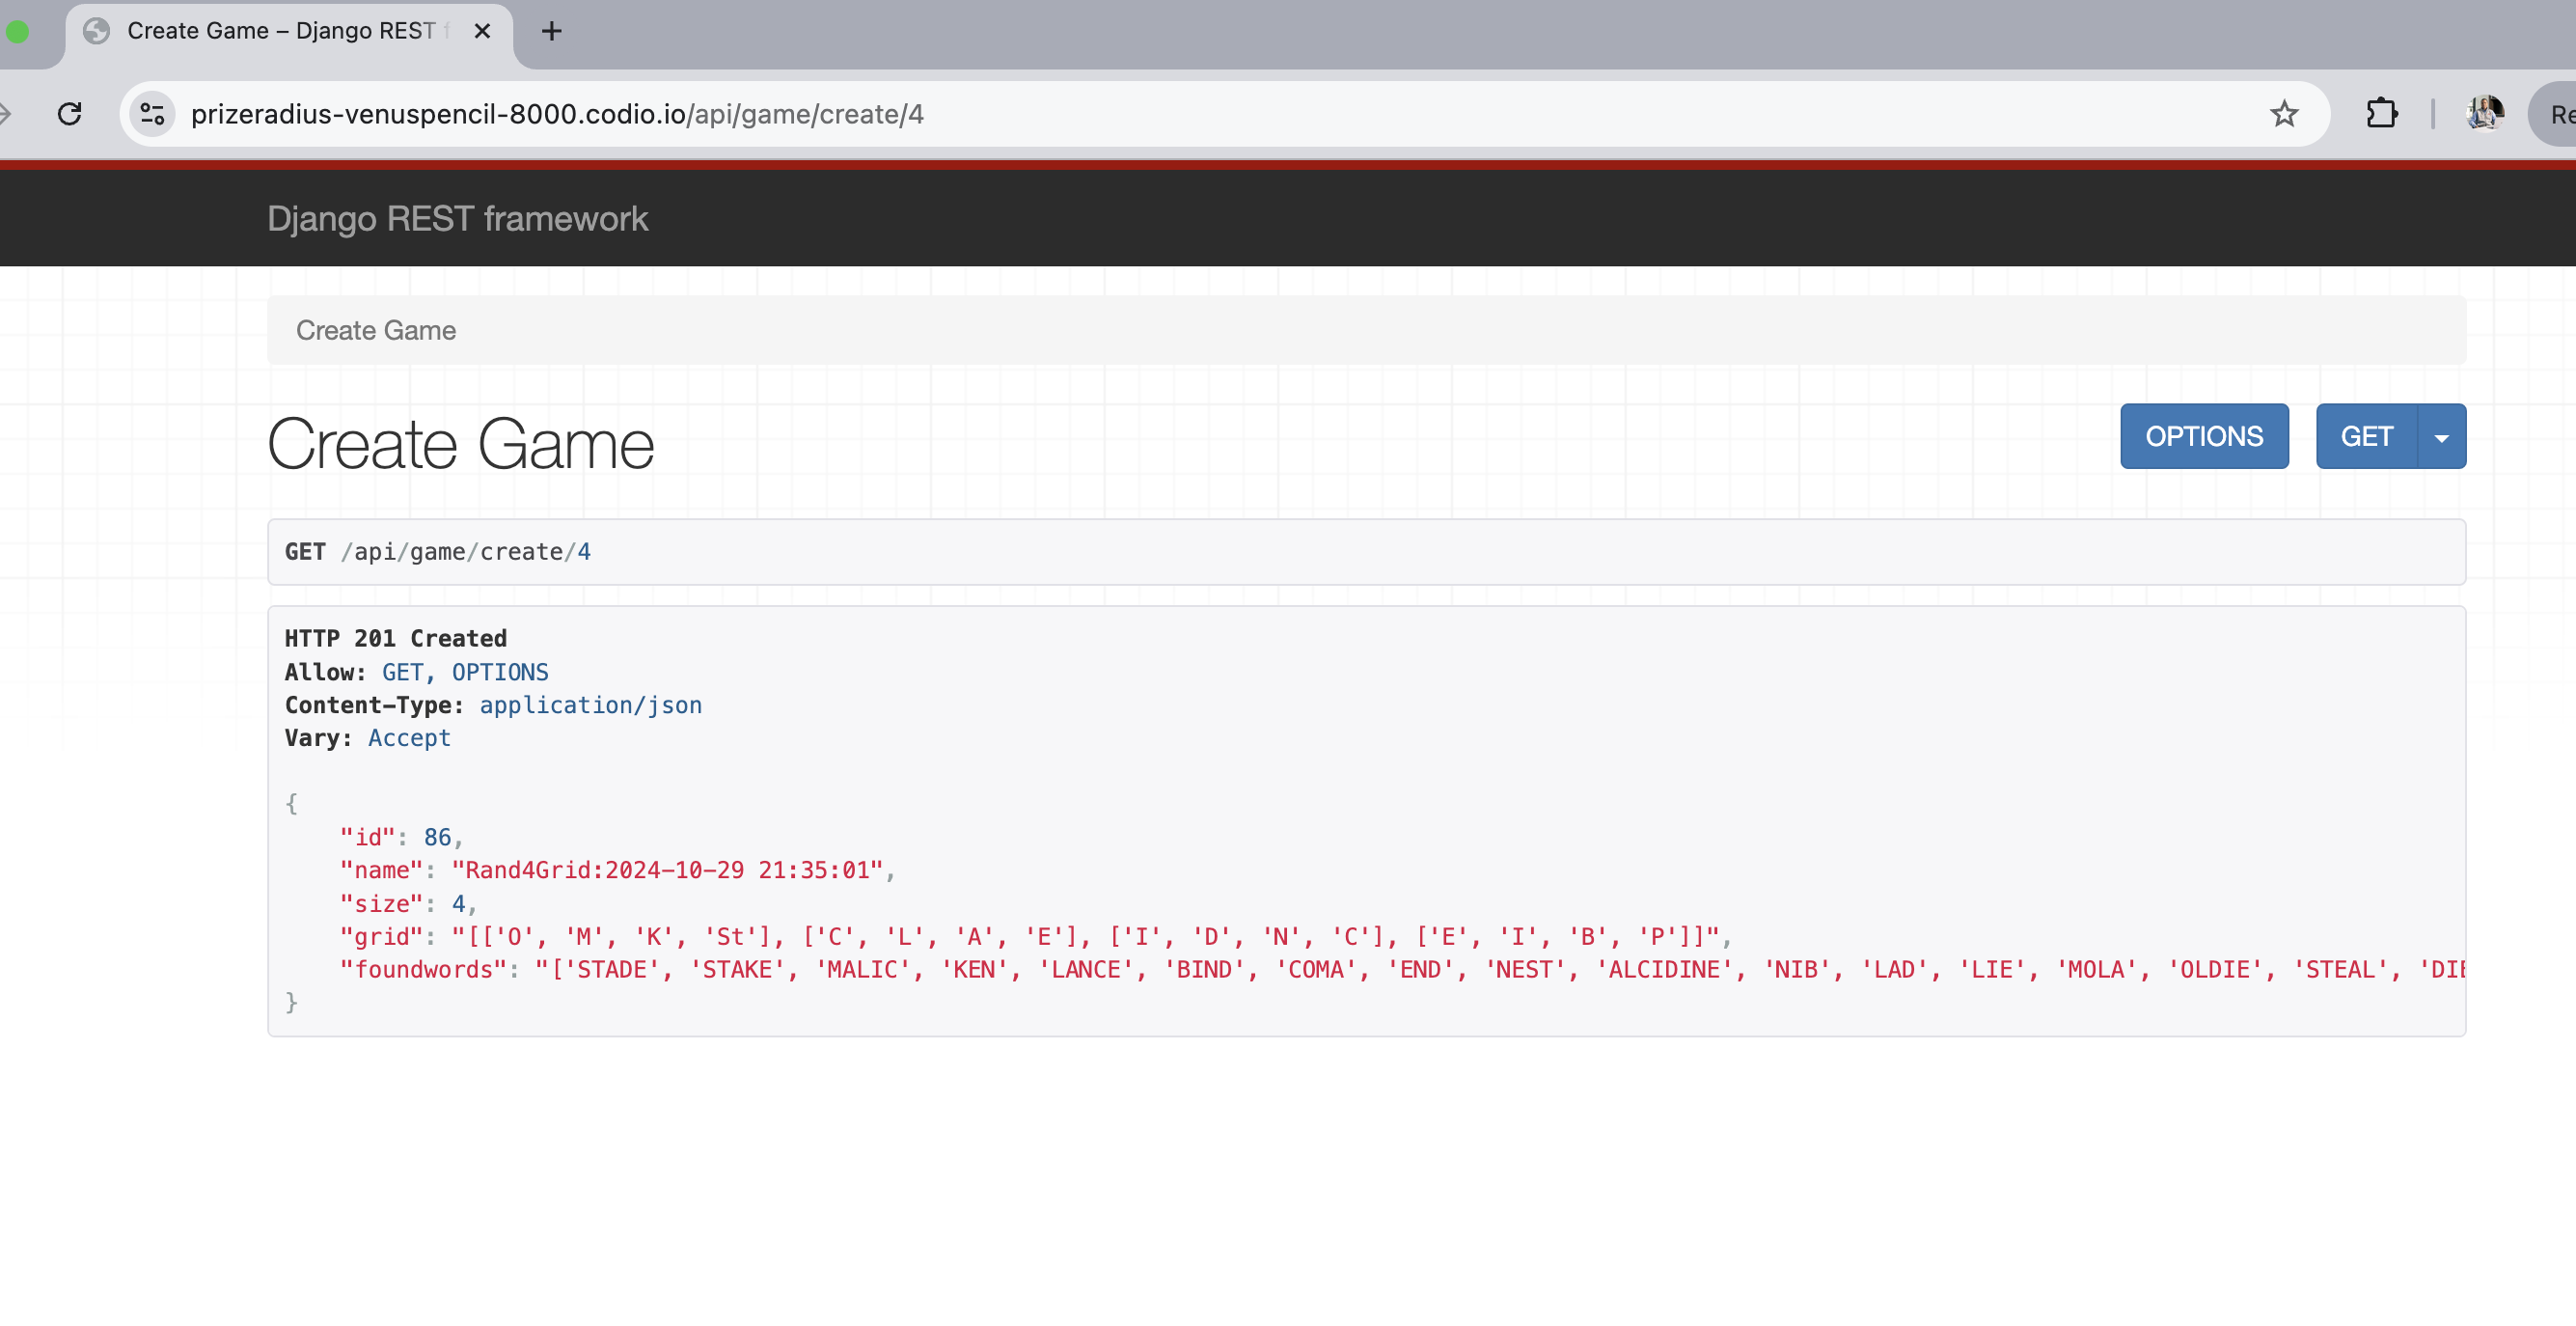 Create Game – Django REST
prizeradius-venuspencil-8000.codio.io/api/game/create/4
Django REST framework
Create Game
Create Game
OPTIONS
GET
GET /api/game/create/4
HTTP 201 Created
Allow: GET, OPTIONS
Content-Type: application/json
Vary: Accept
{
"id": 86,
"name": "Rand4Grid:2024-10-29 21:35:01",
"size": 4,
"grid": "[['O', 'M', 'K', 'St'], ['C', 'L', 'A', 'E'], ['I', 'D', 'N', 'C'], ['E', 'I', 'B', 'P']]",
"foundwords": "['STADE', 'STAKE', 'MALIC', 'KEN', 'LANCE', 'BIND', 'COMA', 'END', 'NEST', 'ALCIDINE', 'NIB', 'LAD', 'LIE', 'MOLA', 'OLDIE', 'STEAL',
}